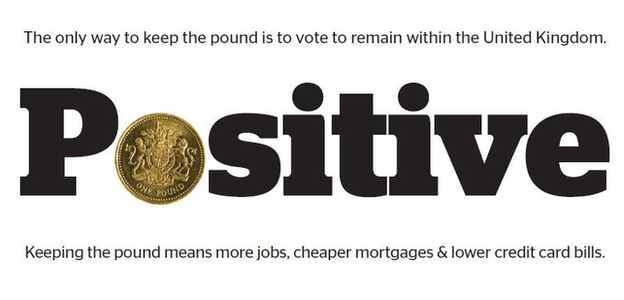 The only way to keep the pound is to vote to remain within the United Kingdom.
Positive
ONE POUND
Keeping the pound means more jobs, cheaper mortgages & lower credit card bills.